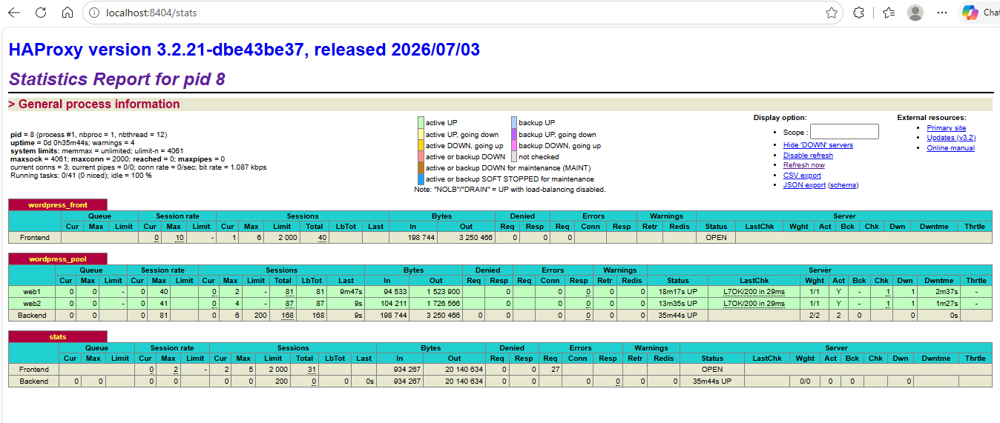 localhost:8404/stats
Chat
HAProxy version 3.2.21-dbe43be37, released 2026/07/03
Statistics Report for pid 8
> General process information
pid = 8 (process #1, nbproc = 1, nbthread = 12)
uptime = 0d 0h35m44s; warnings = 4
system limits: memmax = unlimited; ulimit-n = 4061
maxsock = 4061; maxconn = 2000; reached = 0; maxpipes = 0
current conns = 3; current pipes = 0/0; conn rate = 0/sec; bit rate = 1.087 kbps
Running tasks: 0/41 (0 niced); idle = 100 %
active UP backup UP
active UP, going down backup UP, going down
active DOWN, going up backup DOWN, going up
active or backup DOWN not checked
active or backup DOWN for maintenance (MAINT)
active or backup SOFT STOPPED for maintenance
Note: "NOLB"/"DRAIN" = UP with load-balancing disabled.
Display option:
Scope :
Hide 'DOWN' servers
Disable refresh
Refresh now
CSV export
JSON export (schema)
External resources:
Primary site
Updates (v3.2)
Online manual
wordpress_front
Queue Session rate Sessions Bytes Denied Errors Warnings Server
Cur Max Limit Cur Max Limit Cur Max Limit Total LbTot Last In Out Req Resp Req Conn Resp Retr Redis Status LastChk Wght Act Bck Chk Dwn Dwntme Thrtle
Frontend 0 10 - 1 6 2 000 40 198 744 3 250 466 0 0 0 OPEN
wordpress_pool
Queue Session rate Sessions Bytes Denied Errors Warnings Server
Cur Max Limit Cur Max Limit Cur Max Limit Total LbTot Last In Out Req Resp Req Conn Resp Retr Redis Status LastChk Wght Act Bck Chk Dwn Dwntme Thrtle
web1 0 0 - 0 40 0 2 - 81 81 9m47s 94 533 1 523 900 0 0 0 0 0 18m17s UP L7OK/200 in 29ms 1/1 Y - 1 1 2m37s -
web2 0 0 - 0 41 0 4 - 87 87 9s 104 211 1 726 566 0 0 0 0 0 13m35s UP L7OK/200 in 29ms 1/1 Y - 1 1 1m27s -
Backend 0 0 0 81 0 6 200 168 168 9s 198 744 3 250 466 0 0 0 0 0 0 35m44s UP 2/2 2 0 0 0s
stats
Queue Session rate Sessions Bytes Denied Errors Warnings Server
Cur Max Limit Cur Max Limit Cur Max Limit Total LbTot Last In Out Req Resp Req Conn Resp Retr Redis Status LastChk Wght Act Bck Chk Dwn Dwntme Thrtle
Frontend 0 2 - 2 5 2 000 31 934 267 20 140 634 0 0 27 OPEN
Backend 0 0 0 0 0 0 200 0 0 0s 934 267 20 140 634 0 0 0 0 0 0 35m44s UP 0/0 0 0 0